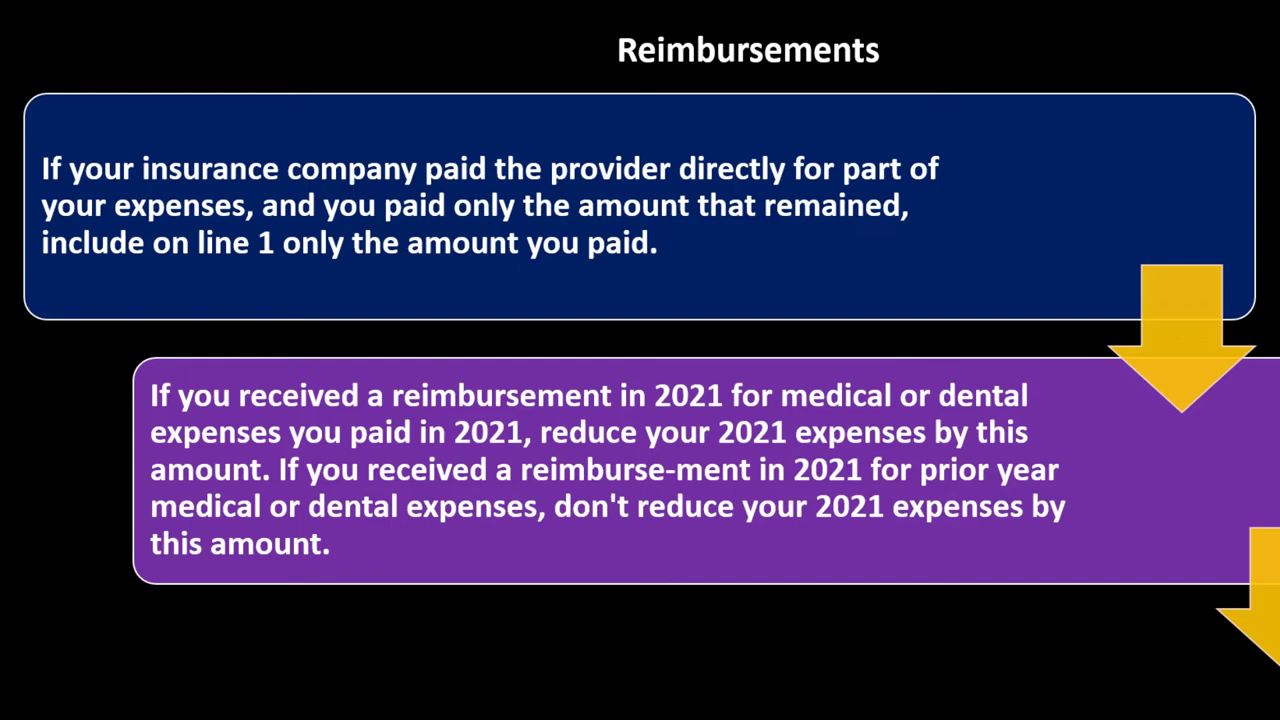 Reimbursements
If your insurance company paid the provider directly for part of
your expenses, and you paid only the amount that remained,
include on line 1 only the amount you paid.
If you received a reimbursement in 2021 for medical or dental
expenses you paid in 2021, reduce your 2021 expenses by this
amount. If you received a reimburse-ment in 2021 for prior year
medical or dental expenses, don't reduce your 2021 expenses by
this amount.